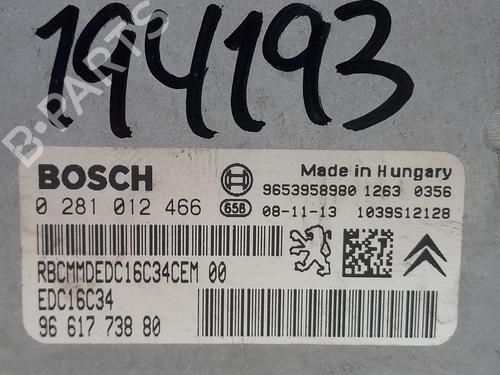 194193
B-PARTS
BOSCH
Made in Hungary
9653958980 1263 0356
0 281 012 466
658
08-11-13
1039S12128
RBCMMDEDC16C34CEM 00
EDC16C34
96 617 738 80